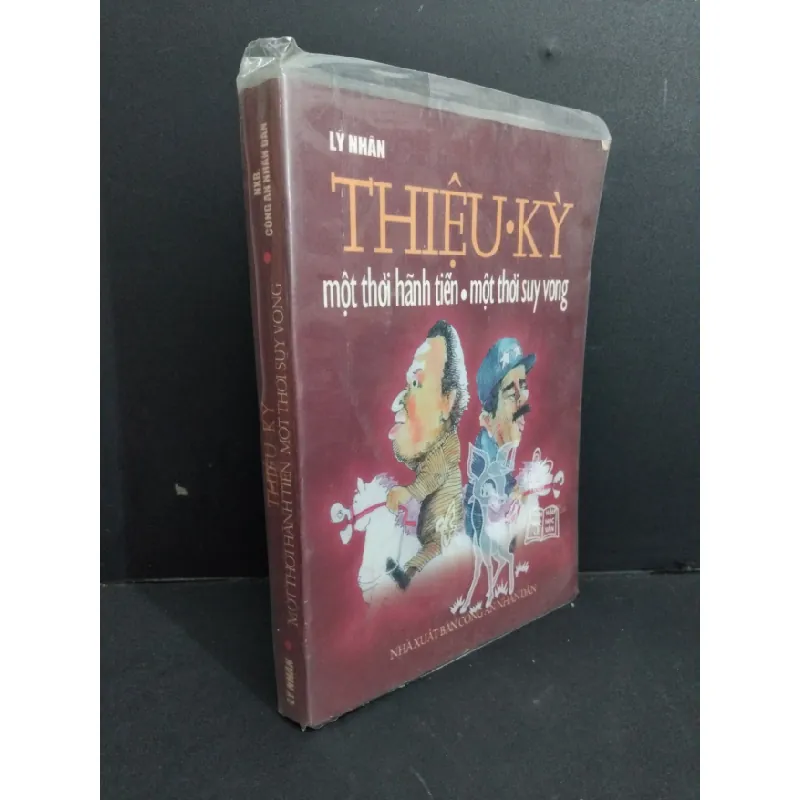 LÝ NHÂN
THIỆU•KỲ
một thời hãnh tiến • một thời suy vong
NHÀ XUẤT BẢN CÔNG AN NHÂN DÂN
LÝ NHÂN • THIỆU KỲ
MỘT THỜI HÃNH TIẾN MỘT THỜI SUY VONG •
NXB
CÔNG AN NHÂN DÂN